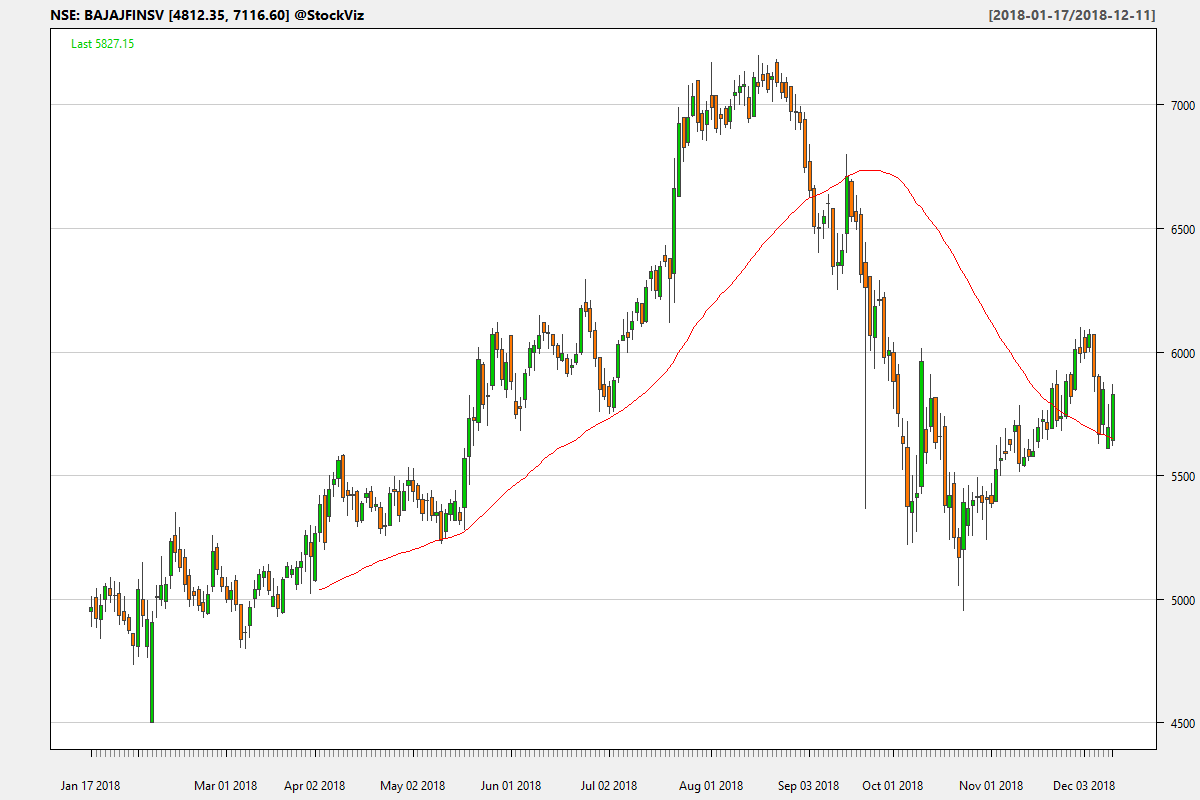 NSE: BAJAJFINSV [4812.35, 7116.60] @StockViz
[2018-01-17/2018-12-11]
Last 5827.15
7000
6500
6000
5500
5000
4500
Jan 17 2018
Mar 01 2018
Apr 02 2018
May 02 2018
Jun 01 2018
Jul 02 2018
Aug 01 2018
Sep 03 2018
Oct 01 2018
Nov 01 2018
Dec 03 2018